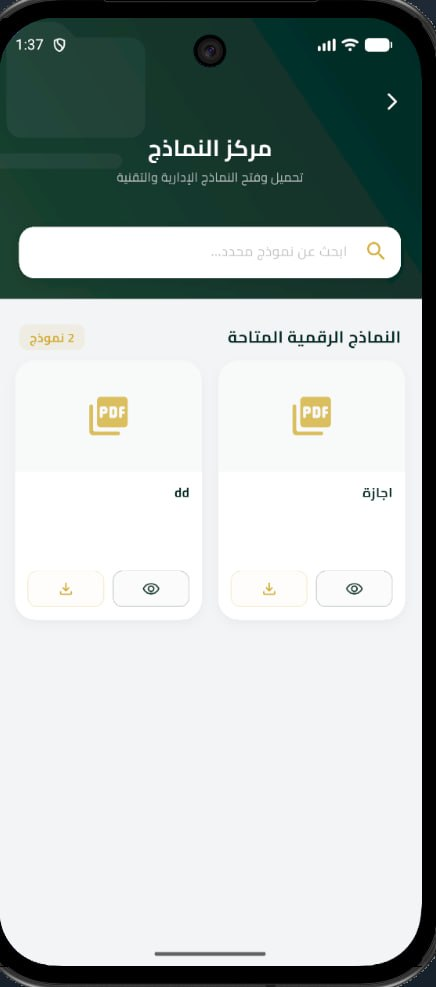 1:37
مركز النماذج
تحميل وفتح النماذج الإدارية والتقنية
ابحث عن نموذج محدد...
النماذج الرقمية المتاحة
2 نموذج
PDF
PDF
اجازة
dd